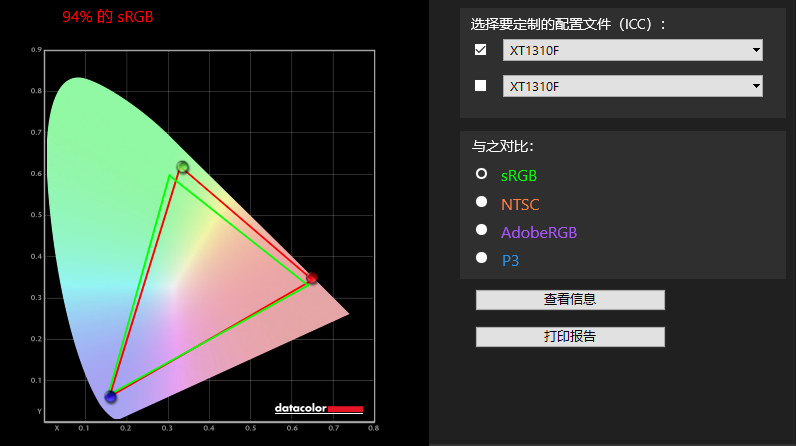 94% 的 sRGB
0.9
0.8
0.7
0.6
0.5
0.4
0.3
0.2
0.1
Y
X 0.1 0.2 0.3 0.4 0.5 0.6 0.7 0.8
datacolor
选择要定制的配置文件（ICC）：
XT1310F
XT1310F
与之对比：
sRGB
NTSC
AdobeRGB
P3
查看信息
打印报告